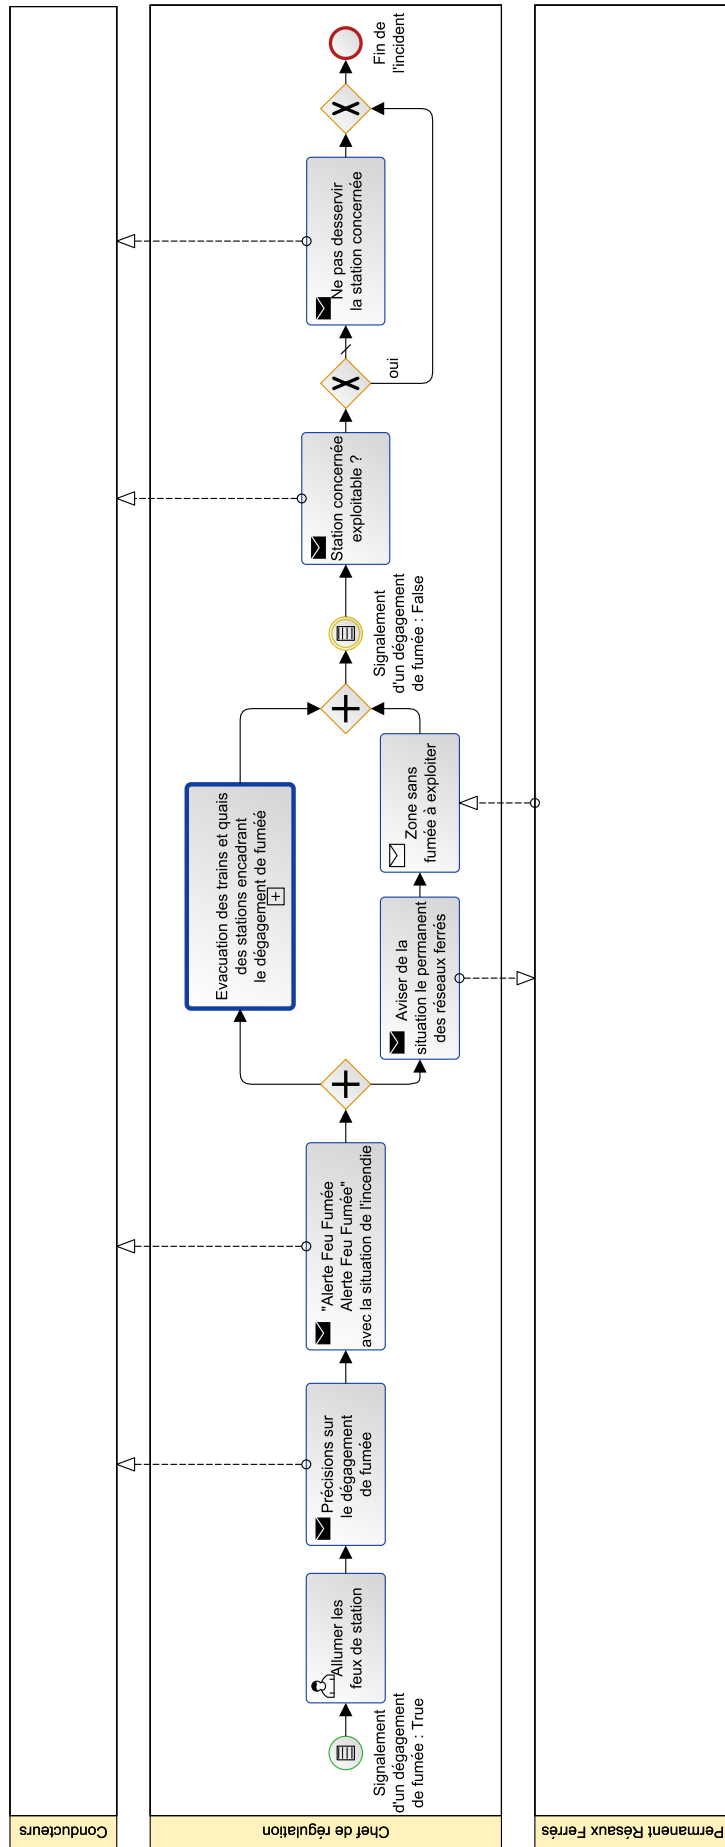 Conducteurs
Chef de régulation
Permanent Résaux Ferrés
Signalement
d'un dégagement
de fumée : True
Allumer les
feux de station
Précisions sur
le dégagement
de fumée
"Alerte Feu Fumée
Alerte Feu Fumée"
avec la situation de l'incendie
Evacuation des trains et quais
des stations encadrant
le dégagement de fuméé
Aviser de la
situation le permanent
des réseaux ferrés
Zone sans
fumée à exploiter
Signalement
d'un dégagement
de fumée : False
Station concernée
exploitable ?
oui
Ne pas desservir
la station concernée
Fin de
l'incident